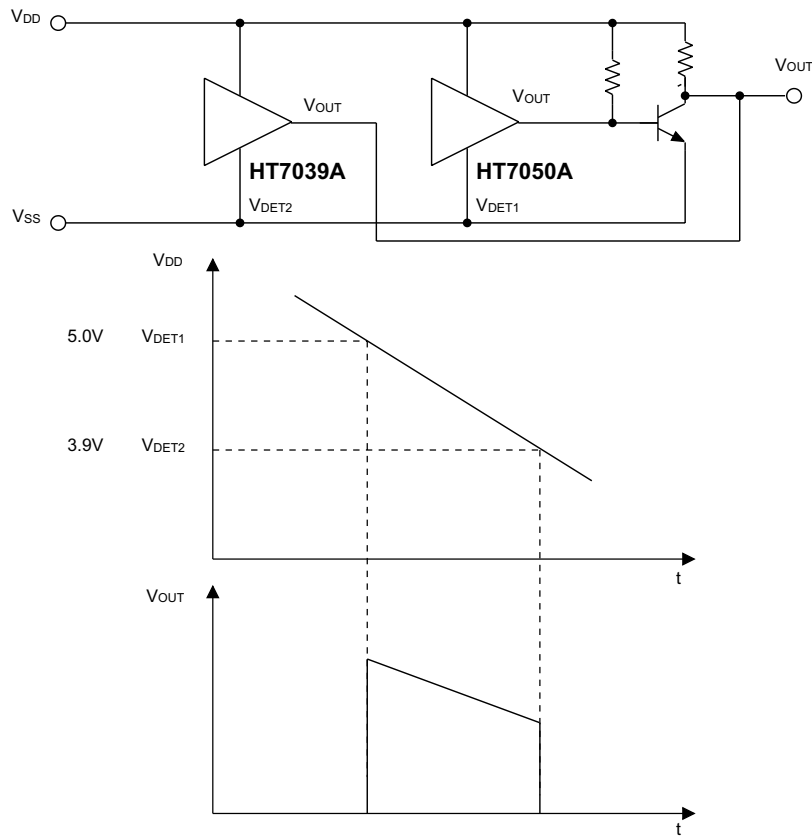 VDD
VOUT
VOUT
VOUT
HT7039A
HT7050A
VSS
VDET2
VDET1
VDD
5.0V VDET1
3.9V VDET2
t
VOUT
t